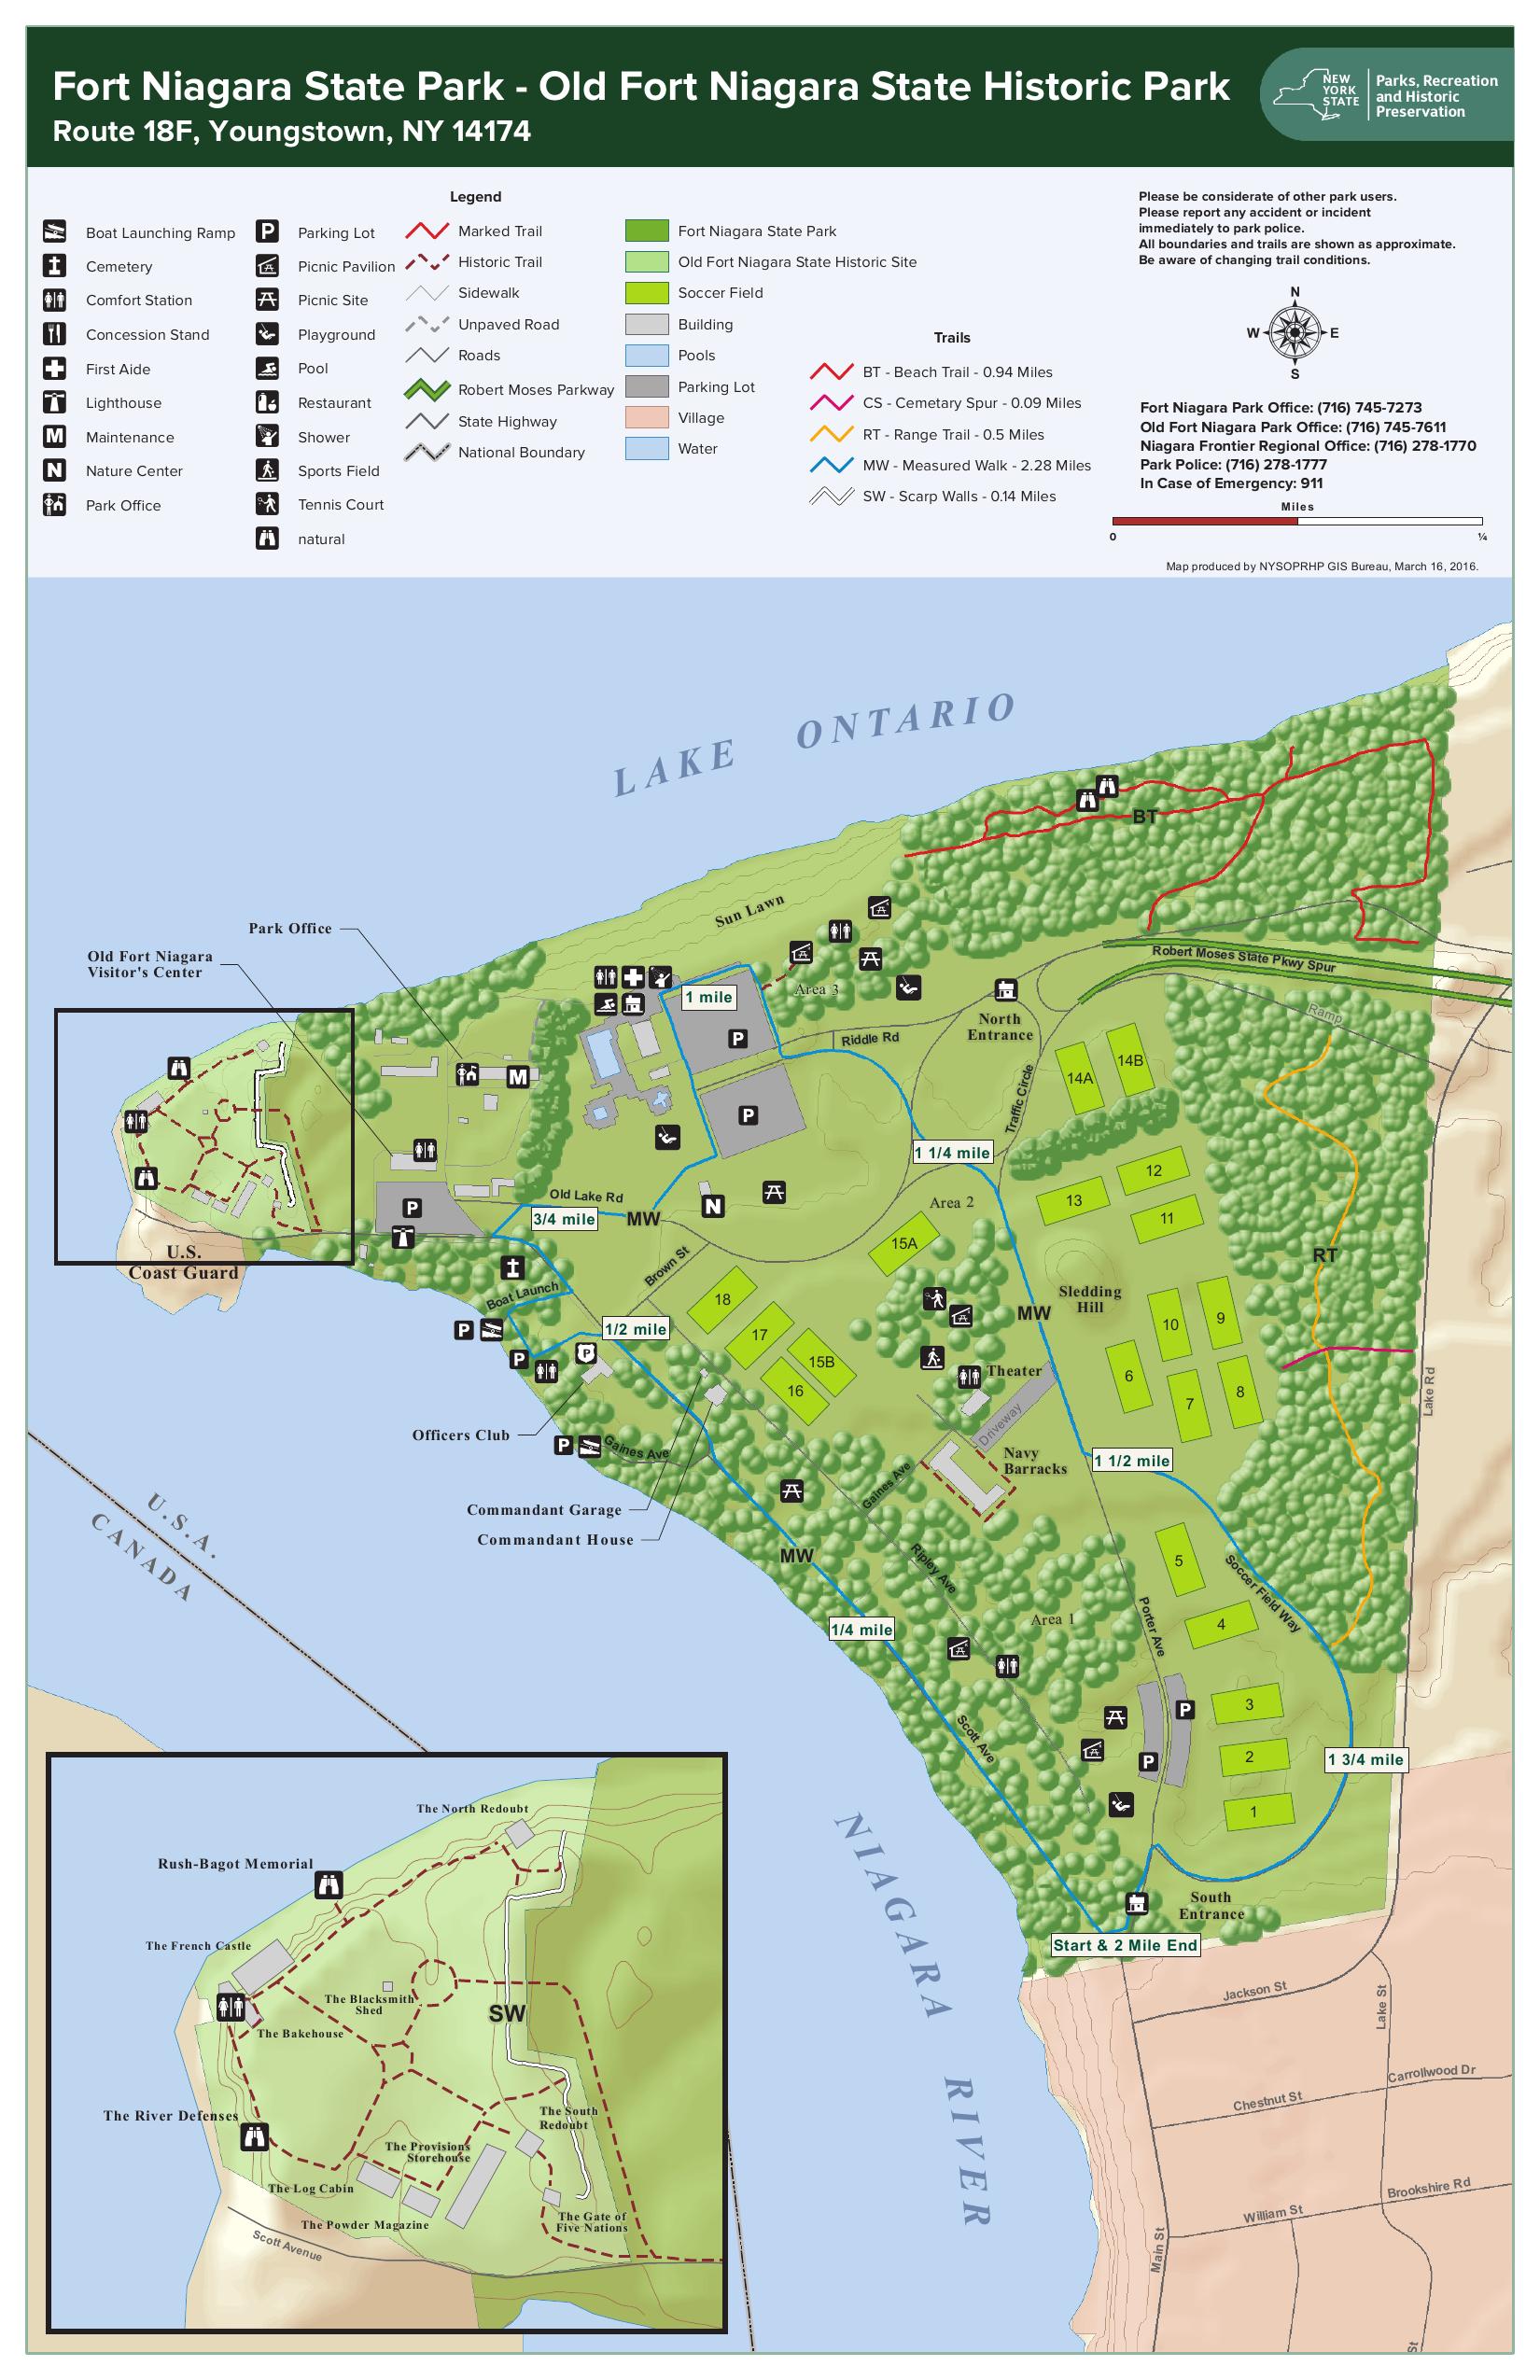 Fort Niagara State Park - Old Fort Niagara State Historic Park
Route 18F, Youngstown, NY 14174
NEW
YORK
STATE
Parks, Recreation
and Historic
Preservation
Legend
Boat Launching Ramp
Cemetery
Comfort Station
Concession Stand
First Aide
Lighthouse
M
Maintenance
N
Nature Center
Park Office
P
Parking Lot
Picnic Pavilion
Picnic Site
Playground
Pool
Restaurant
Shower
Sports Field
Tennis Court
natural
Marked Trail
Historic Trail
Sidewalk
Unpaved Road
Roads
Robert Moses Parkway
State Highway
National Boundary
Fort Niagara State Park
Old Fort Niagara State Historic Site
Soccer Field
Building
Pools
Parking Lot
Village
Water
Trails
BT - Beach Trail - 0.94 Miles
CS - Cemetary Spur - 0.09 Miles
RT - Range Trail - 0.5 Miles
MW - Measured Walk - 2.28 Miles
SW - Scarp Walls - 0.14 Miles
Please be considerate of other park users.
Please report any accident or incident
immediately to park police.
All boundaries and trails are shown as approximate.
Be aware of changing trail conditions.
N
W
E
S
Fort Niagara Park Office: (716) 745-7273
Old Fort Niagara Park Office: (716) 745-7611
Niagara Frontier Regional Office: (716) 278-1770
Park Police: (716) 278-1777
In Case of Emergency: 911
Miles
0
¼
Map produced by NYSOPRHP GIS Bureau, March 16, 2016.
LAKE ONTARIO
BT
Sun Lawn
Park Office
Old Fort Niagara
Visitor's Center
Robert Moses State Pkwy Spur
1 mile
Area 3
P
North
Entrance
Riddle Rd
Ramp
M
14A
14B
P
Traffic Circle
1 1/4 mile
12
13
11
Area 2
Old Lake Rd
3/4 mile
MW
N
P
U.S.
Coast Guard
15A
RT
Brown St
Boat Launch
18
Sledding
Hill
MW
10
9
P
1/2 mile
17
P
P
15B
16
6
7
8
Theater
Lake Rd
Officers Club
P
Gaines Ave
Driveway
Navy
Barracks
1 1/2 mile
Gaines Ave
Commandant Garage
Commandant House
U.S.A.
CANADA
MW
Ripley Ave
5
Soccer Field Way
Area 1
Porter Ave
4
1/4 mile
3
P
Scott Ave
P
2
1 3/4 mile
1
NIAGARA RIVER
South
Entrance
Start & 2 Mile End
Jackson St
Lake St
Carrollwood Dr
Chestnut St
Brookshire Rd
William St
Main St
St
The North Redoubt
Rush-Bagot Memorial
The French Castle
The Blacksmith
Shed
SW
The Bakehouse
The River Defenses
The South
Redoubt
The Provisions
Storehouse
The Log Cabin
The Powder Magazine
The Gate of
Five Nations
Scott Avenue